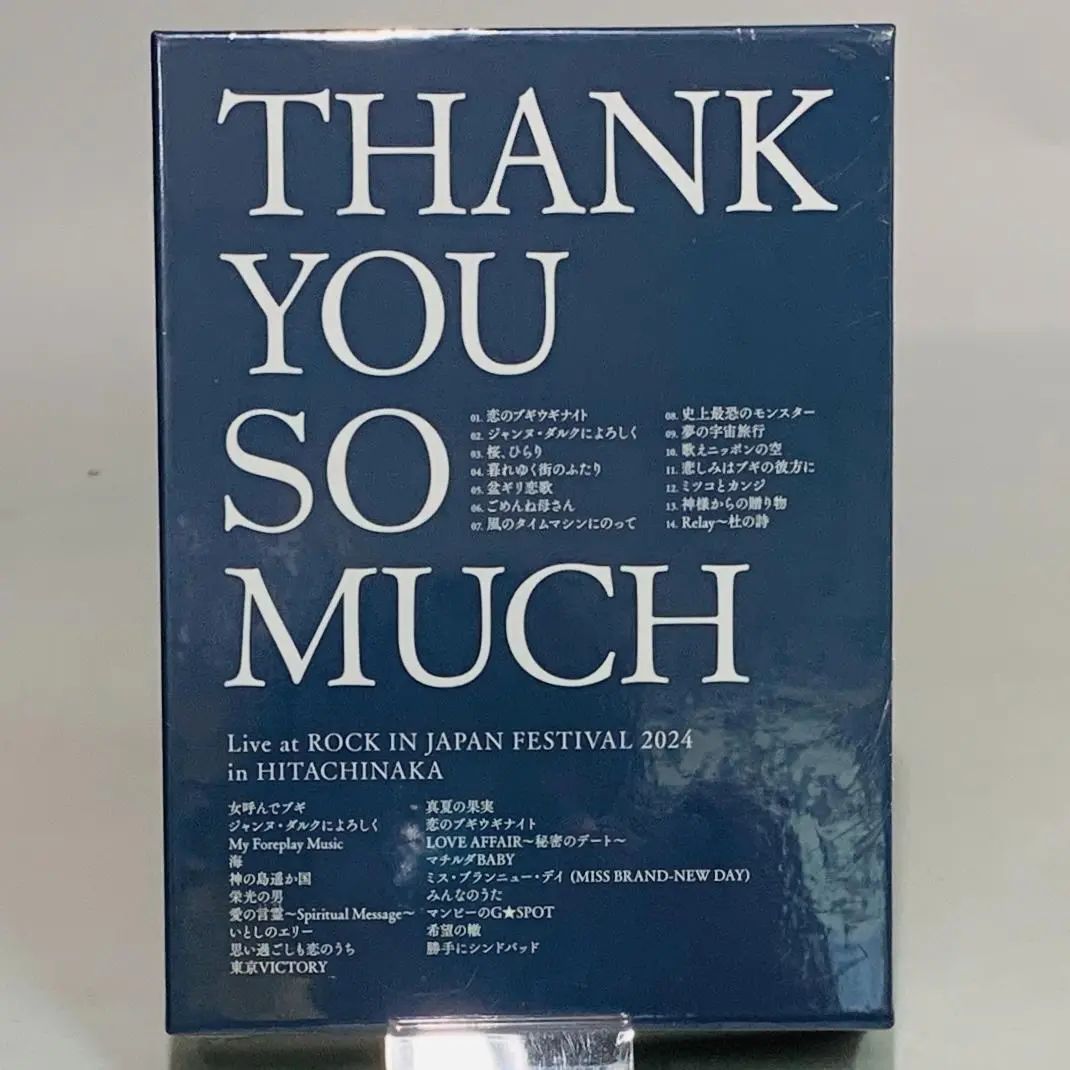 THANK
YOU
SO
01. 恋のブギウギナイト
02. ジャンヌ・ダルクによろしく
03. 桜、ひらり
04. 暮れゆく街のふたり
05. 盆ギリ恋歌
06. ごめんね母さん
07. 風のタイムマシンにのって
08. 史上最恐のモンスター
09. 夢の宇宙旅行
10. 歌えニッポンの空
11. 悲しみはブギの彼方に
12. ミツコとカンジ
13. 神様からの贈り物
14. Relay〜杜の詩
MUCH
Live at ROCK IN JAPAN FESTIVAL 2024
in HITACHINAKA
女呼んでブギ
ジャンヌ・ダルクによろしく
My Foreplay Music
海
神の島遥か国
栄光の男
愛の言霊〜Spiritual Message〜
いとしのエリー
思い過ごしも恋のうち
東京VICTORY
真夏の果実
恋のブギウギナイト
LOVE AFFAIR〜秘密のデート〜
マチルダBABY
ミス・ブランニュー・デイ (MISS BRAND-NEW DAY)
みんなのうた
マンピーのG★SPOT
希望の轍
勝手にシンドバッド